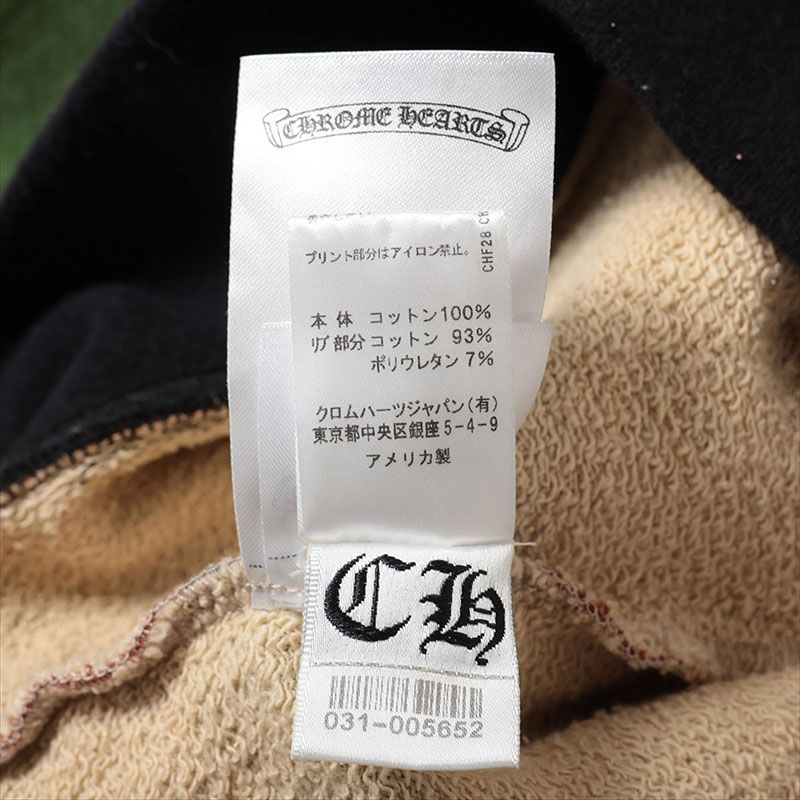 CHROME HEARTS
プリント部分はアイロン禁止。
CHF28
本体 コットン100%
リブ部分コットン 93%
ポリウレタン 7%
クロムハーツジャパン(有)
東京都中央区銀座5-4-9
アメリカ製
CH
031-005652